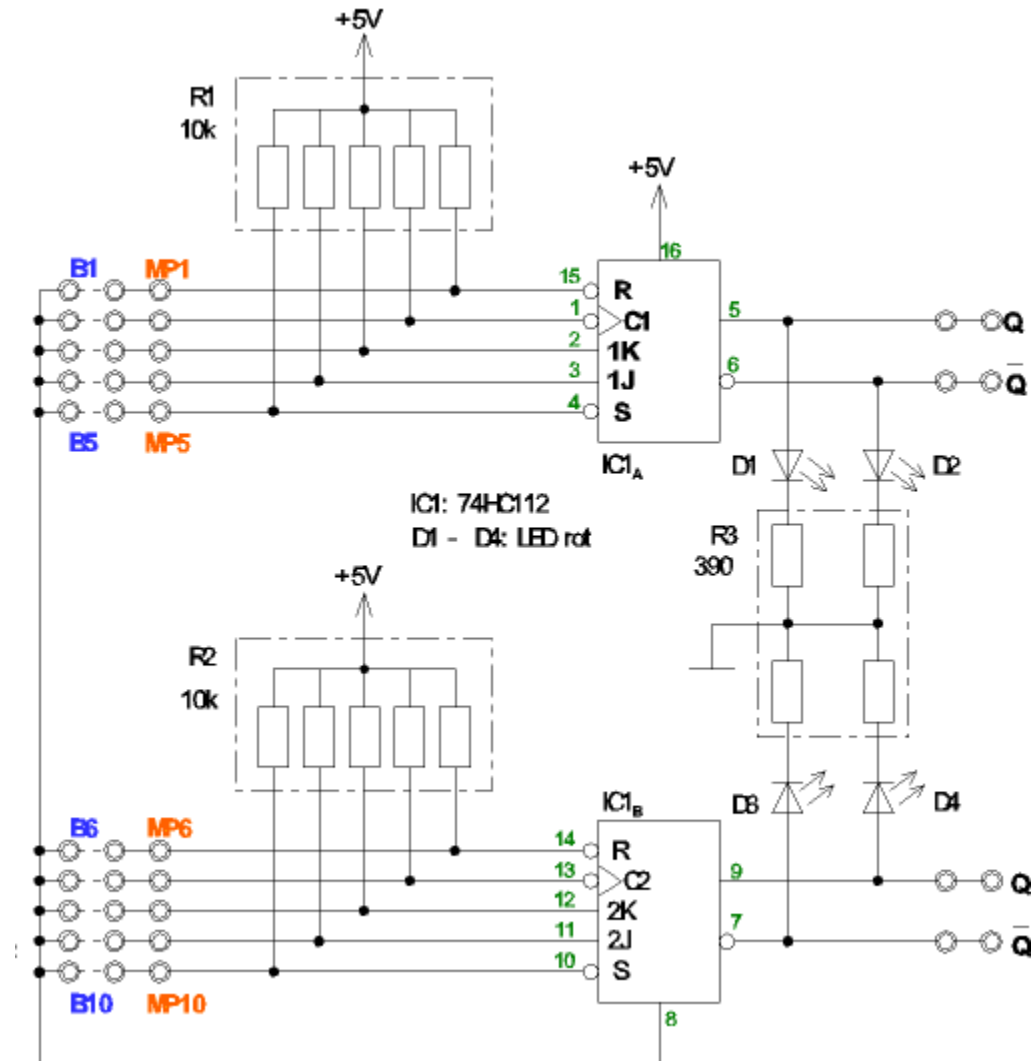 +5V
R1
10k
+5V
16
B1 MP1
15 R
1 C1
5 Q
2 1K
6
3 1J
Q
4 S
B5 MP5
IC1A
D1 D2
IC1: 74HC112
D1 - D4: LED rot
R3
390
+5V
R2
10k
IC1B
D3 D4
B6 MP6
14 R
13 C2
9 Q
12 2K
7
11 2J
Q
10 S
B10 MP10
8